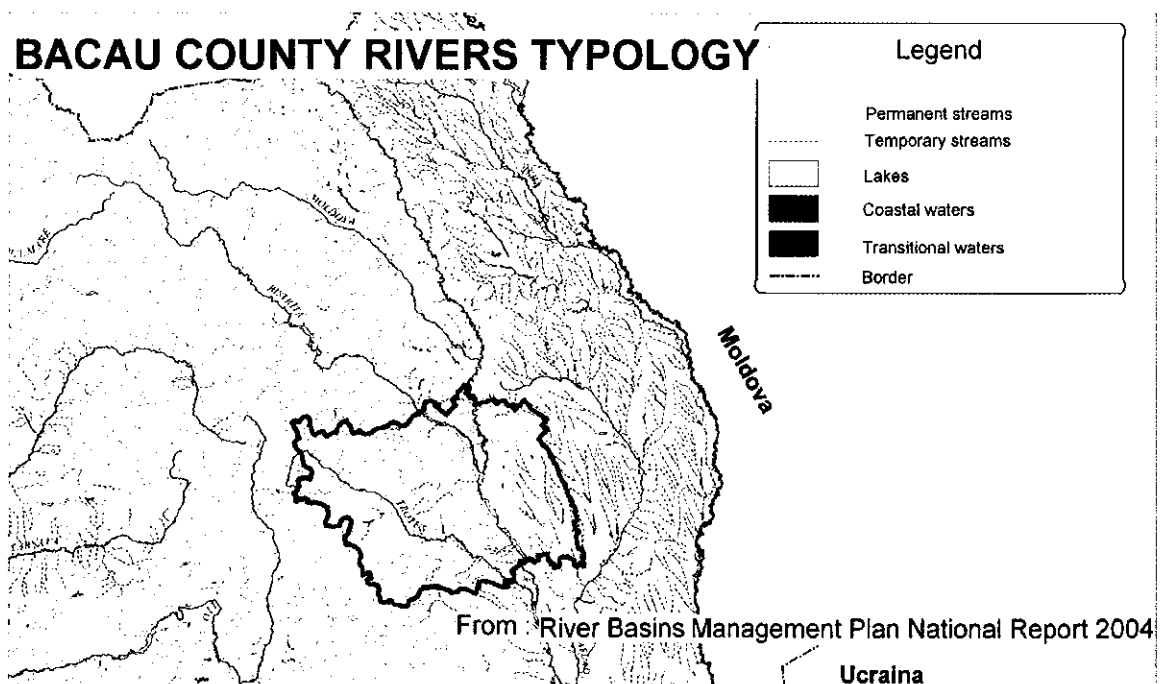 BACAU COUNTY RIVERS TYPOLOGY
Legend
Permanent streams
Temporary streams
Lakes
Coastal waters
Transitional waters
Border
MOLDOVA
BISTRITA
Moldova
TROTUS
From : River Basins Management Plan National Report 2004
Ucraina